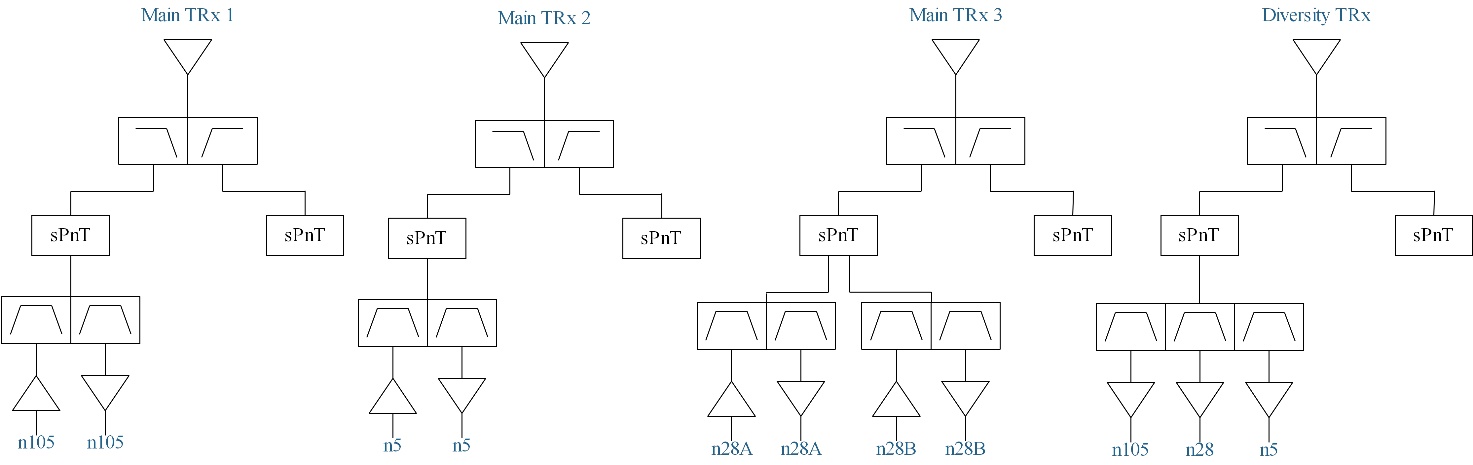 Main TRx 1
Main TRx 2
Main TRx 3
Diversity TRx
sPnT
sPnT
sPnT
sPnT
sPnT
sPnT
sPnT
sPnT
n105
n105
n5
n5
n28A
n28A
n28B
n28B
n105
n28
n5